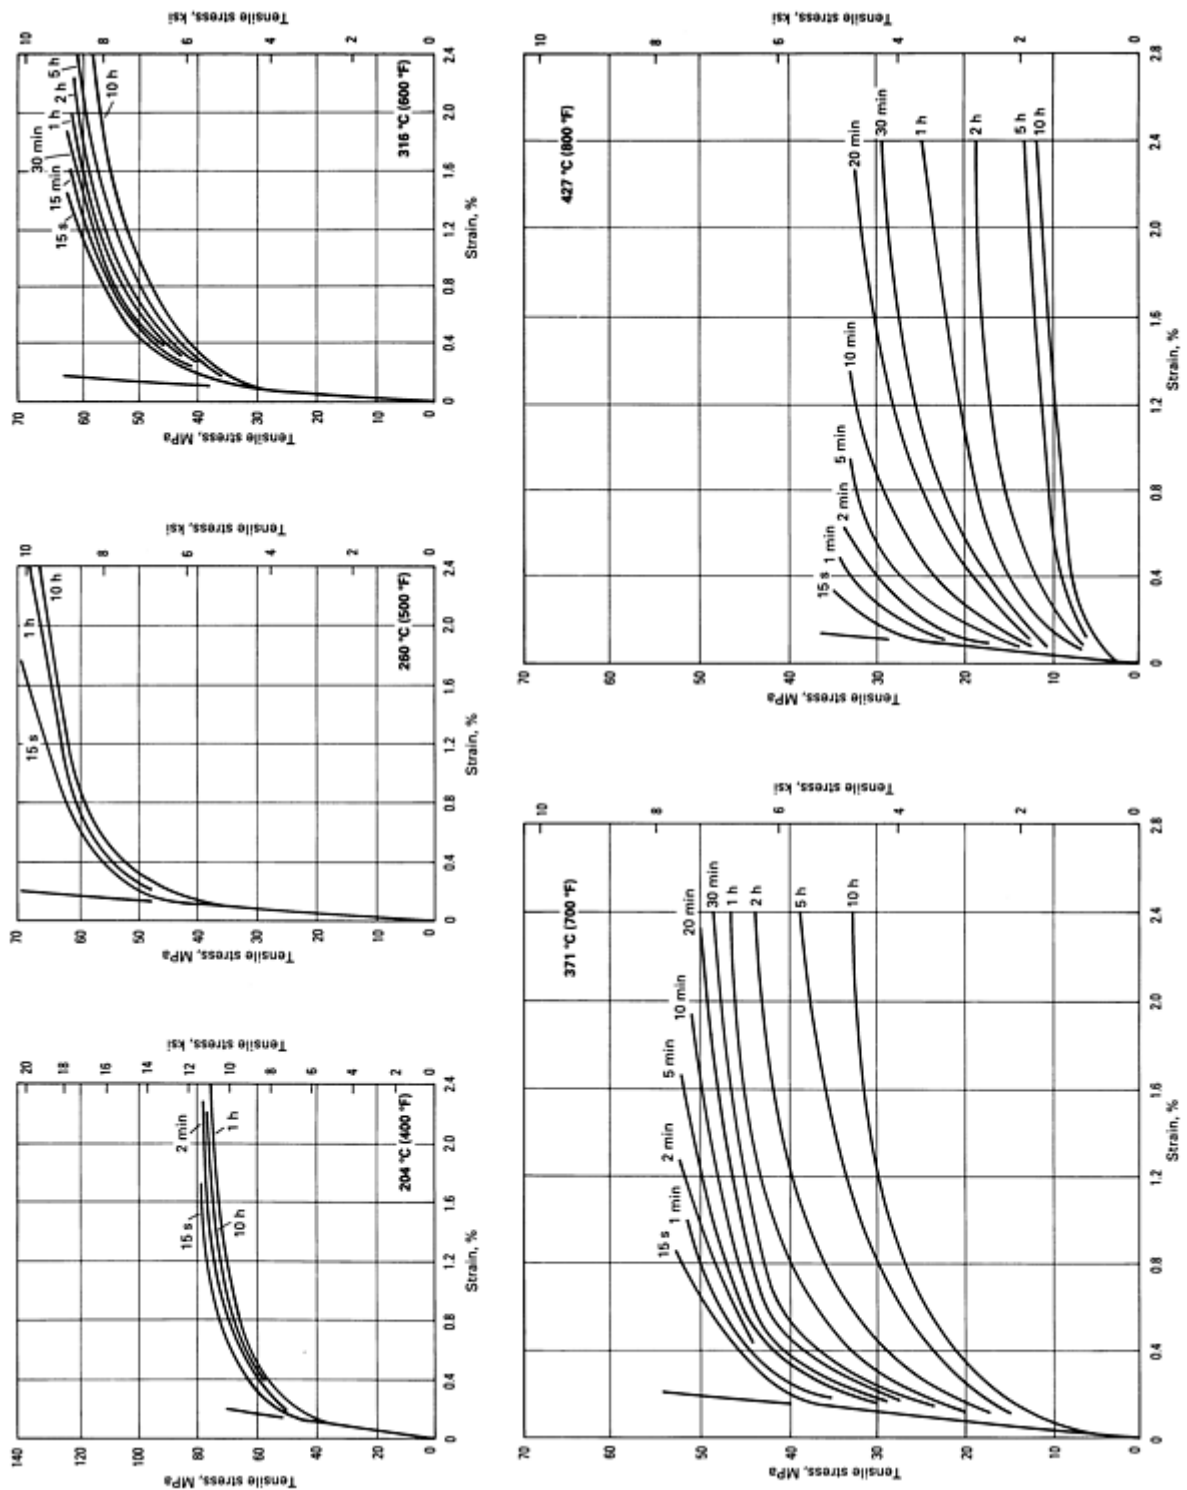 Tensile stress, MPa
140
120
100
80
60
40
20
0
15 s
2 min
1 h
10 h
204 °C (400 °F)
0
0.4
0.8
1.2
1.6
2.0
2.4
Strain, %
20
18
16
14
12
10
8
6
4
2
0
Tensile stress, ksi
Tensile stress, MPa
70
60
50
40
30
20
10
0
15 s
1 h
10 h
260 °C (500 °F)
0
0.4
0.8
1.2
1.6
2.0
2.4
Strain, %
10
8
6
4
2
0
Tensile stress, ksi
Tensile stress, MPa
70
60
50
40
30
20
10
0
15 s
15 min
30 min
1 h
2 h
5 h
10 h
316 °C (600 °F)
0
0.4
0.8
1.2
1.6
2.0
2.4
Strain, %
10
8
6
4
2
0
Tensile stress, ksi
Tensile stress, MPa
70
60
50
40
30
20
10
0
15 s
1 min
2 min
5 min
10 min
20 min
30 min
1 h
2 h
5 h
10 h
371 °C (700 °F)
0
0.4
0.8
1.2
1.6
2.0
2.4
2.8
Strain, %
10
8
6
4
2
0
Tensile stress, ksi
Tensile stress, MPa
70
60
50
40
30
20
10
0
15 s
1 min
2 min
5 min
10 min
20 min
30 min
1 h
2 h
5 h
10 h
427 °C (800 °F)
0
0.4
0.8
1.2
1.6
2.0
2.4
2.8
Strain, %
10
8
6
4
2
0
Tensile stress, ksi